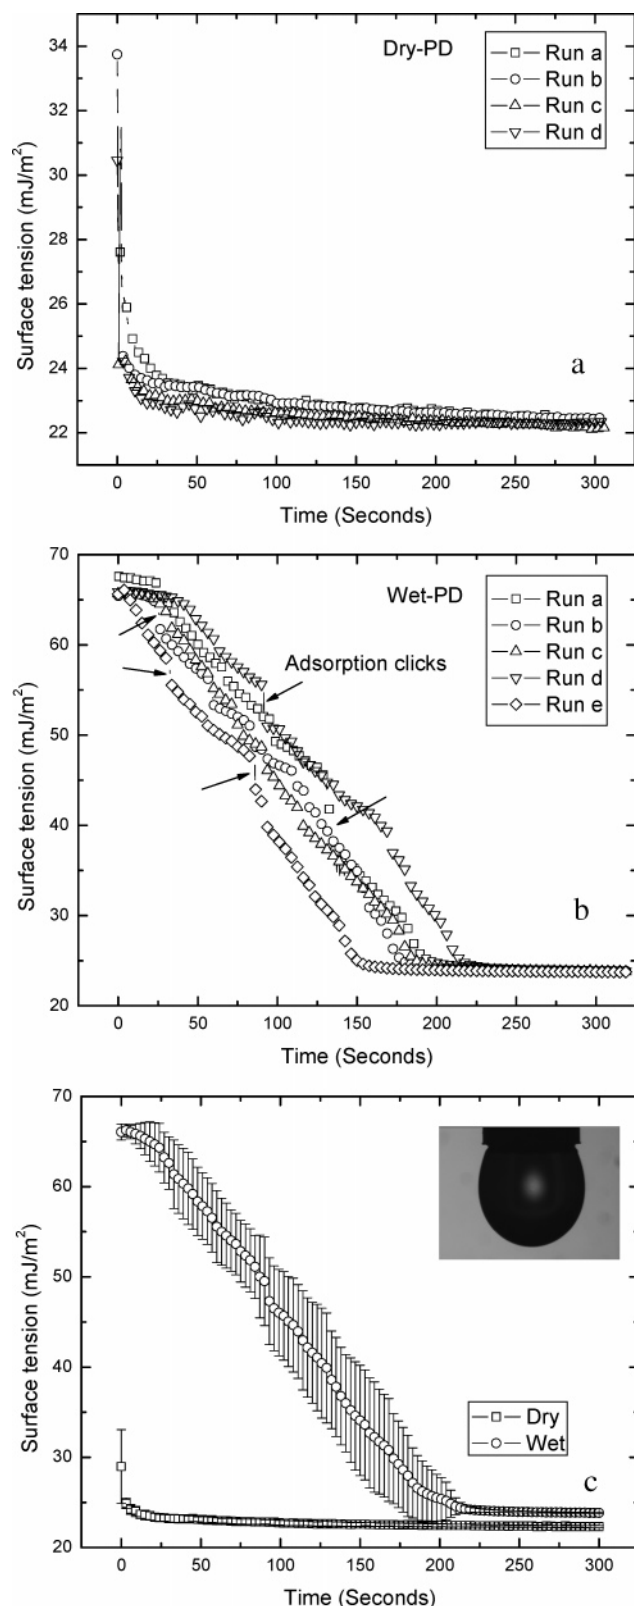 34
32
30
28
26
24
22
Surface tension (mJ/m²)
Dry-PD
Run a
Run b
Run c
Run d
a
0 50 100 150 200 250 300
Time (Seconds)
70
60
50
40
30
20
Surface tension (mJ/m²)
Wet-PD
Run a
Run b
Run c
Run d
Run e
Adsorption clicks
b
0 50 100 150 200 250 300
Time (Seconds)
70
60
50
40
30
20
Surface tension (mJ/m²)
Dry
Wet
c
0 50 100 150 200 250 300
Time (Seconds)